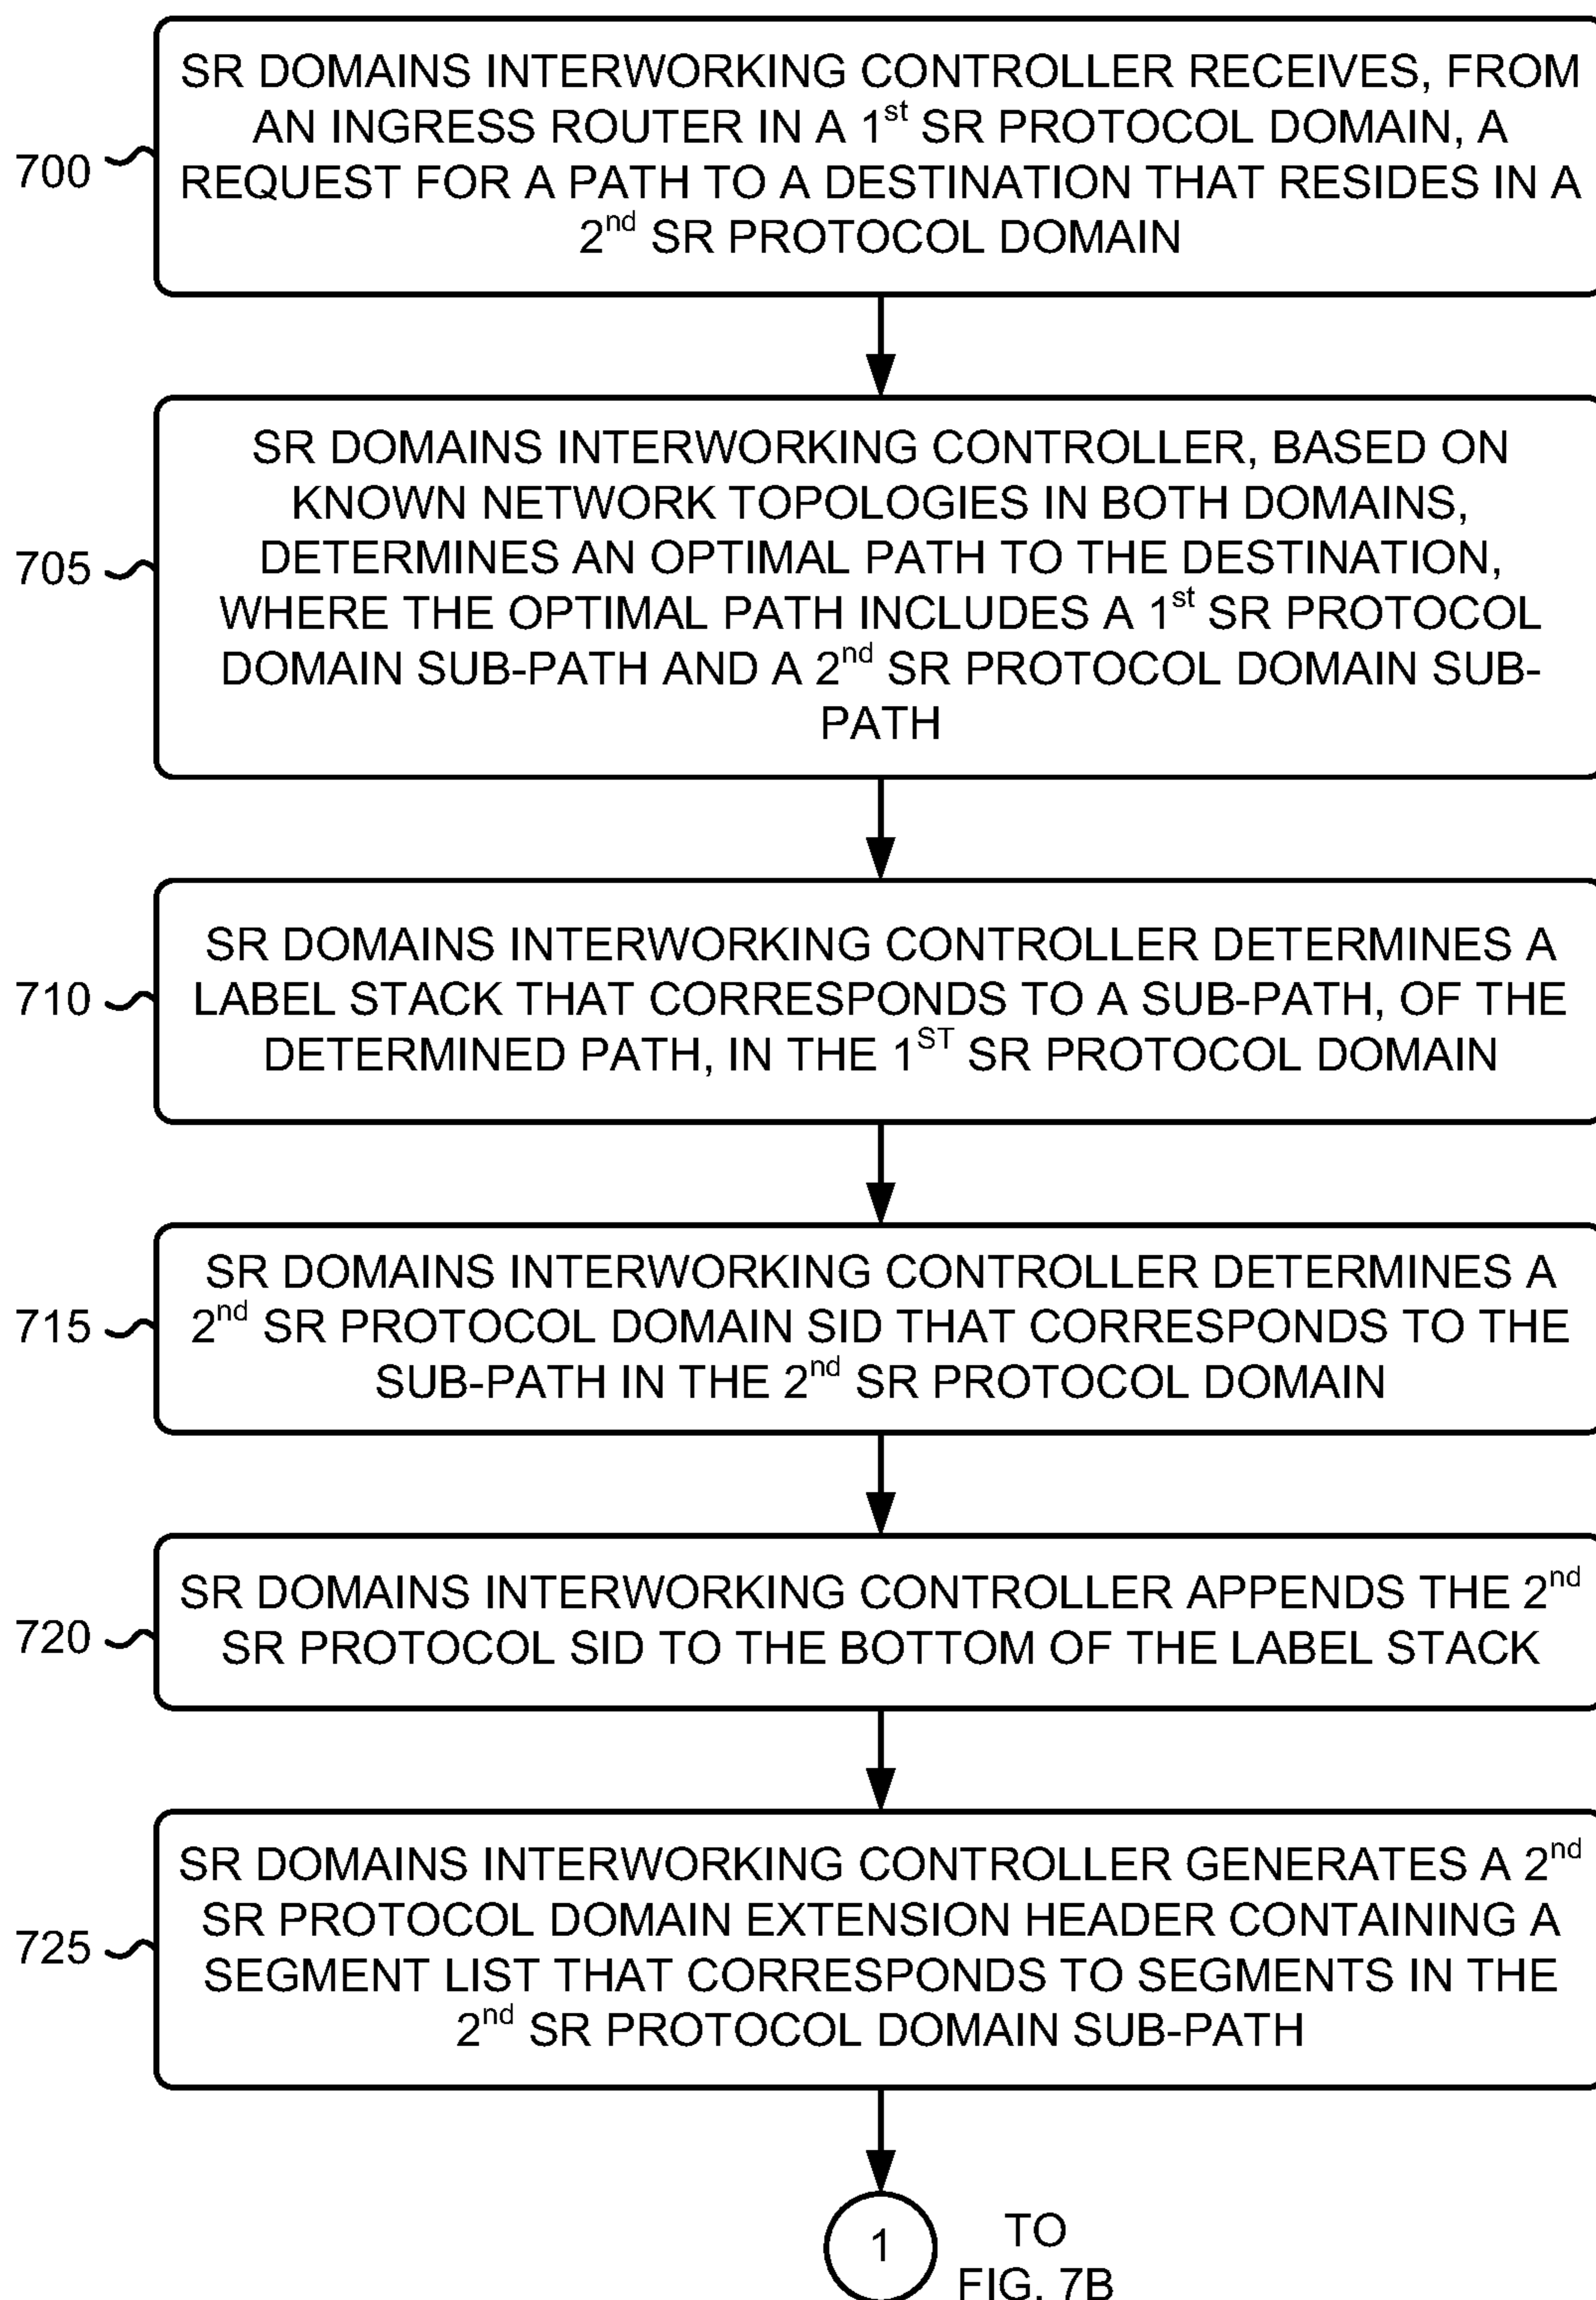 SR DOMAINS INTERWORKING CONTROLLER RECEIVES, FROM
AN INGRESS ROUTER IN A 1st SR PROTOCOL DOMAIN, A
700
REQUEST FOR A PATH TO A DESTINATION THAT RESIDES IN A
2nd SR PROTOCOL DOMAIN
SR DOMAINS INTERWORKING CONTROLLER, BASED ON
KNOWN NETWORK TOPOLOGIES IN BOTH DOMAINS,
705
DETERMINES AN OPTIMAL PATH TO THE DESTINATION,
WHERE THE OPTIMAL PATH INCLUDES A 1st SR PROTOCOL
DOMAIN SUB-PATH AND A 2nd SR PROTOCOL DOMAIN SUB-
PATH
SR DOMAINS INTERWORKING CONTROLLER DETERMINES A
710
LABEL STACK THAT CORRESPONDS TO A SUB-PATH, OF THE
DETERMINED PATH, IN THE 1ST SR PROTOCOL DOMAIN
SR DOMAINS INTERWORKING CONTROLLER DETERMINES A
715
2nd SR PROTOCOL DOMAIN SID THAT CORRESPONDS TO THE
SUB-PATH IN THE 2nd SR PROTOCOL DOMAIN
SR DOMAINS INTERWORKING CONTROLLER APPENDS THE 2nd
720
SR PROTOCOL SID TO THE BOTTOM OF THE LABEL STACK
SR DOMAINS INTERWORKING CONTROLLER GENERATES A 2nd
SR PROTOCOL DOMAIN EXTENSION HEADER CONTAINING A
725
SEGMENT LIST THAT CORRESPONDS TO SEGMENTS IN THE
2nd SR PROTOCOL DOMAIN SUB-PATH
1
TO
FIG. 7B